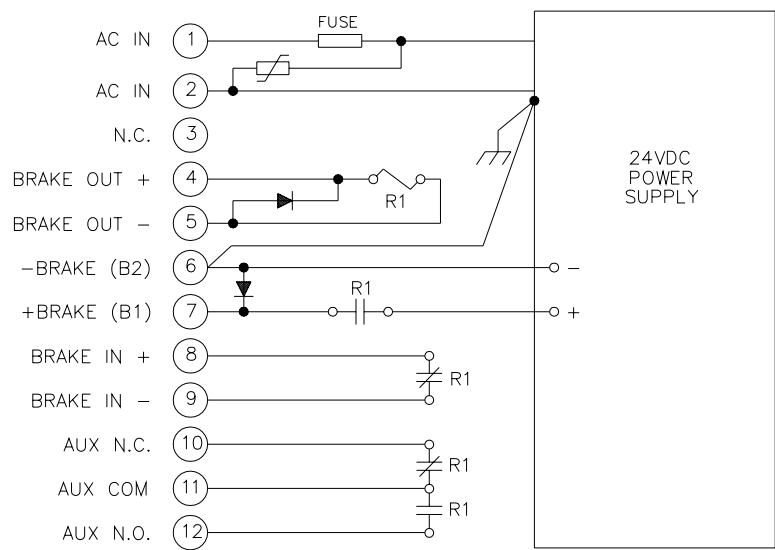 FUSE
AC IN 1
AC IN 2
N.C. 3
24VDC
POWER
SUPPLY
BRAKE OUT + 4
R1
BRAKE OUT - 5
-BRAKE (B2) 6 -
R1
+BRAKE (B1) 7 +
BRAKE IN + 8
R1
BRAKE IN - 9
AUX N.C. 10
R1
AUX COM 11
R1
AUX N.O. 12